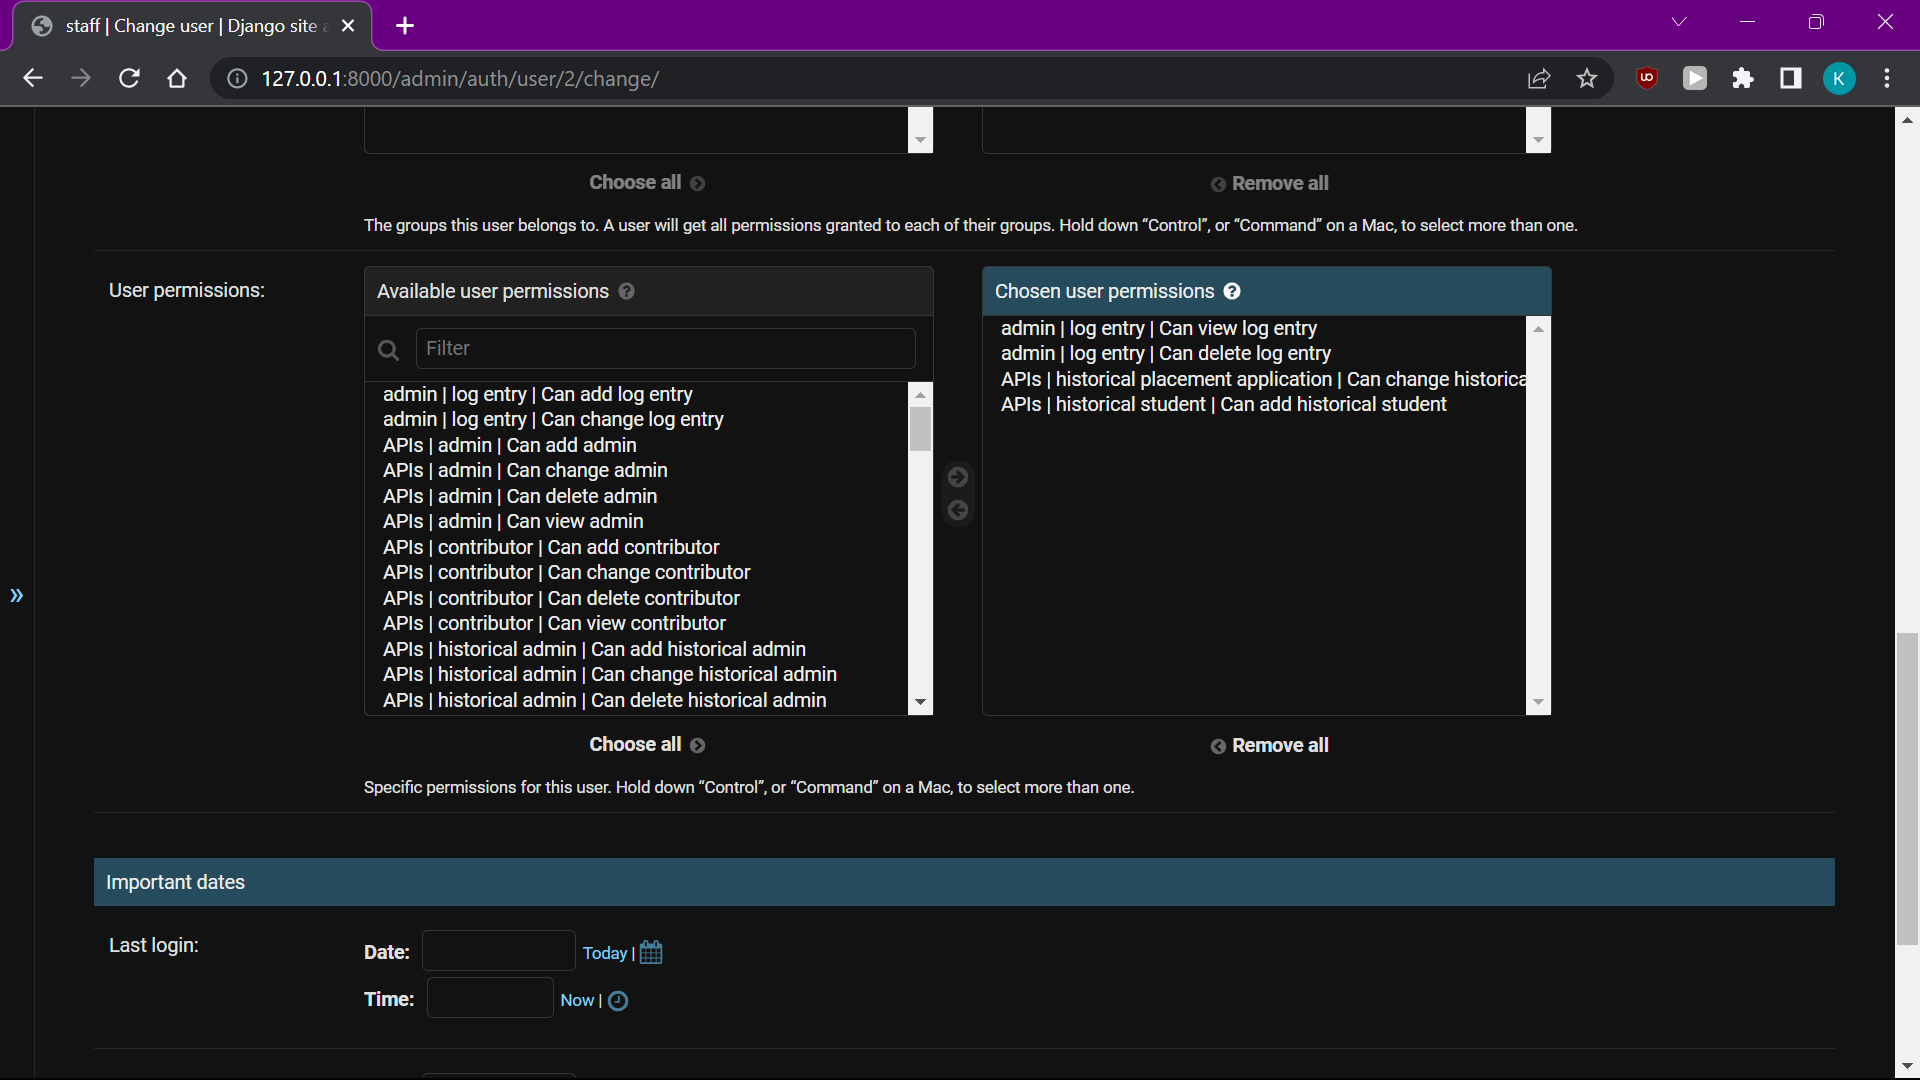 staff | Change user | Django site
127.0.0.1:8000/admin/auth/user/2/change/
K
Choose all
Remove all
The groups this user belongs to. A user will get all permissions granted to each of their groups. Hold down “Control”, or “Command” on a Mac, to select more than one.
User permissions:
Available user permissions
Chosen user permissions
Filter
admin | log entry | Can add log entry
admin | log entry | Can change log entry
APIs | admin | Can add admin
APIs | admin | Can change admin
APIs | admin | Can delete admin
APIs | admin | Can view admin
APIs | contributor | Can add contributor
APIs | contributor | Can change contributor
APIs | contributor | Can delete contributor
APIs | contributor | Can view contributor
APIs | historical admin | Can add historical admin
APIs | historical admin | Can change historical admin
APIs | historical admin | Can delete historical admin
admin | log entry | Can view log entry
admin | log entry | Can delete log entry
APIs | historical placement application | Can change historica
APIs | historical student | Can add historical student
Choose all
Remove all
Specific permissions for this user. Hold down “Control”, or “Command” on a Mac, to select more than one.
Important dates
Last login:
Date:
Today |
Time:
Now |